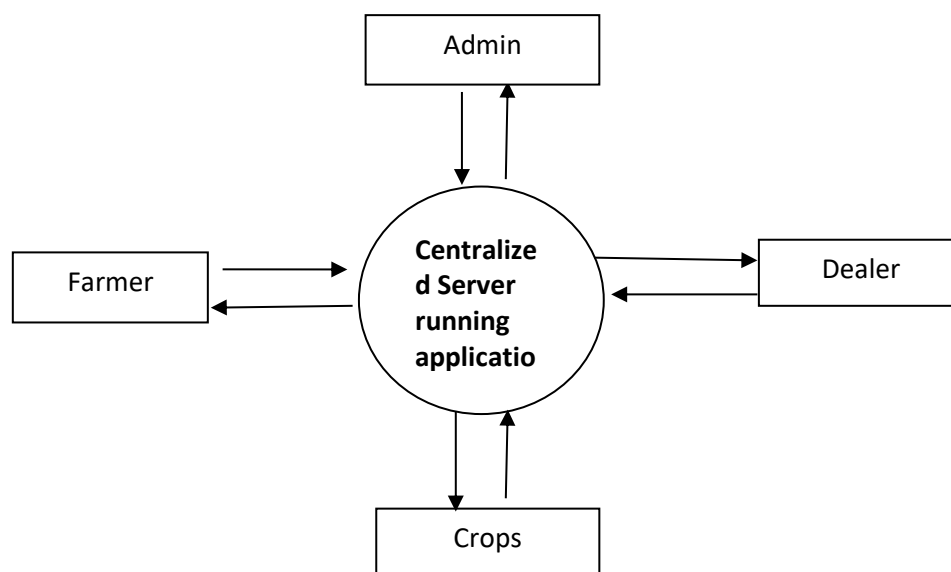 Admin
Farmer
Centralize
d Server
running
applicatio
Dealer
Crops